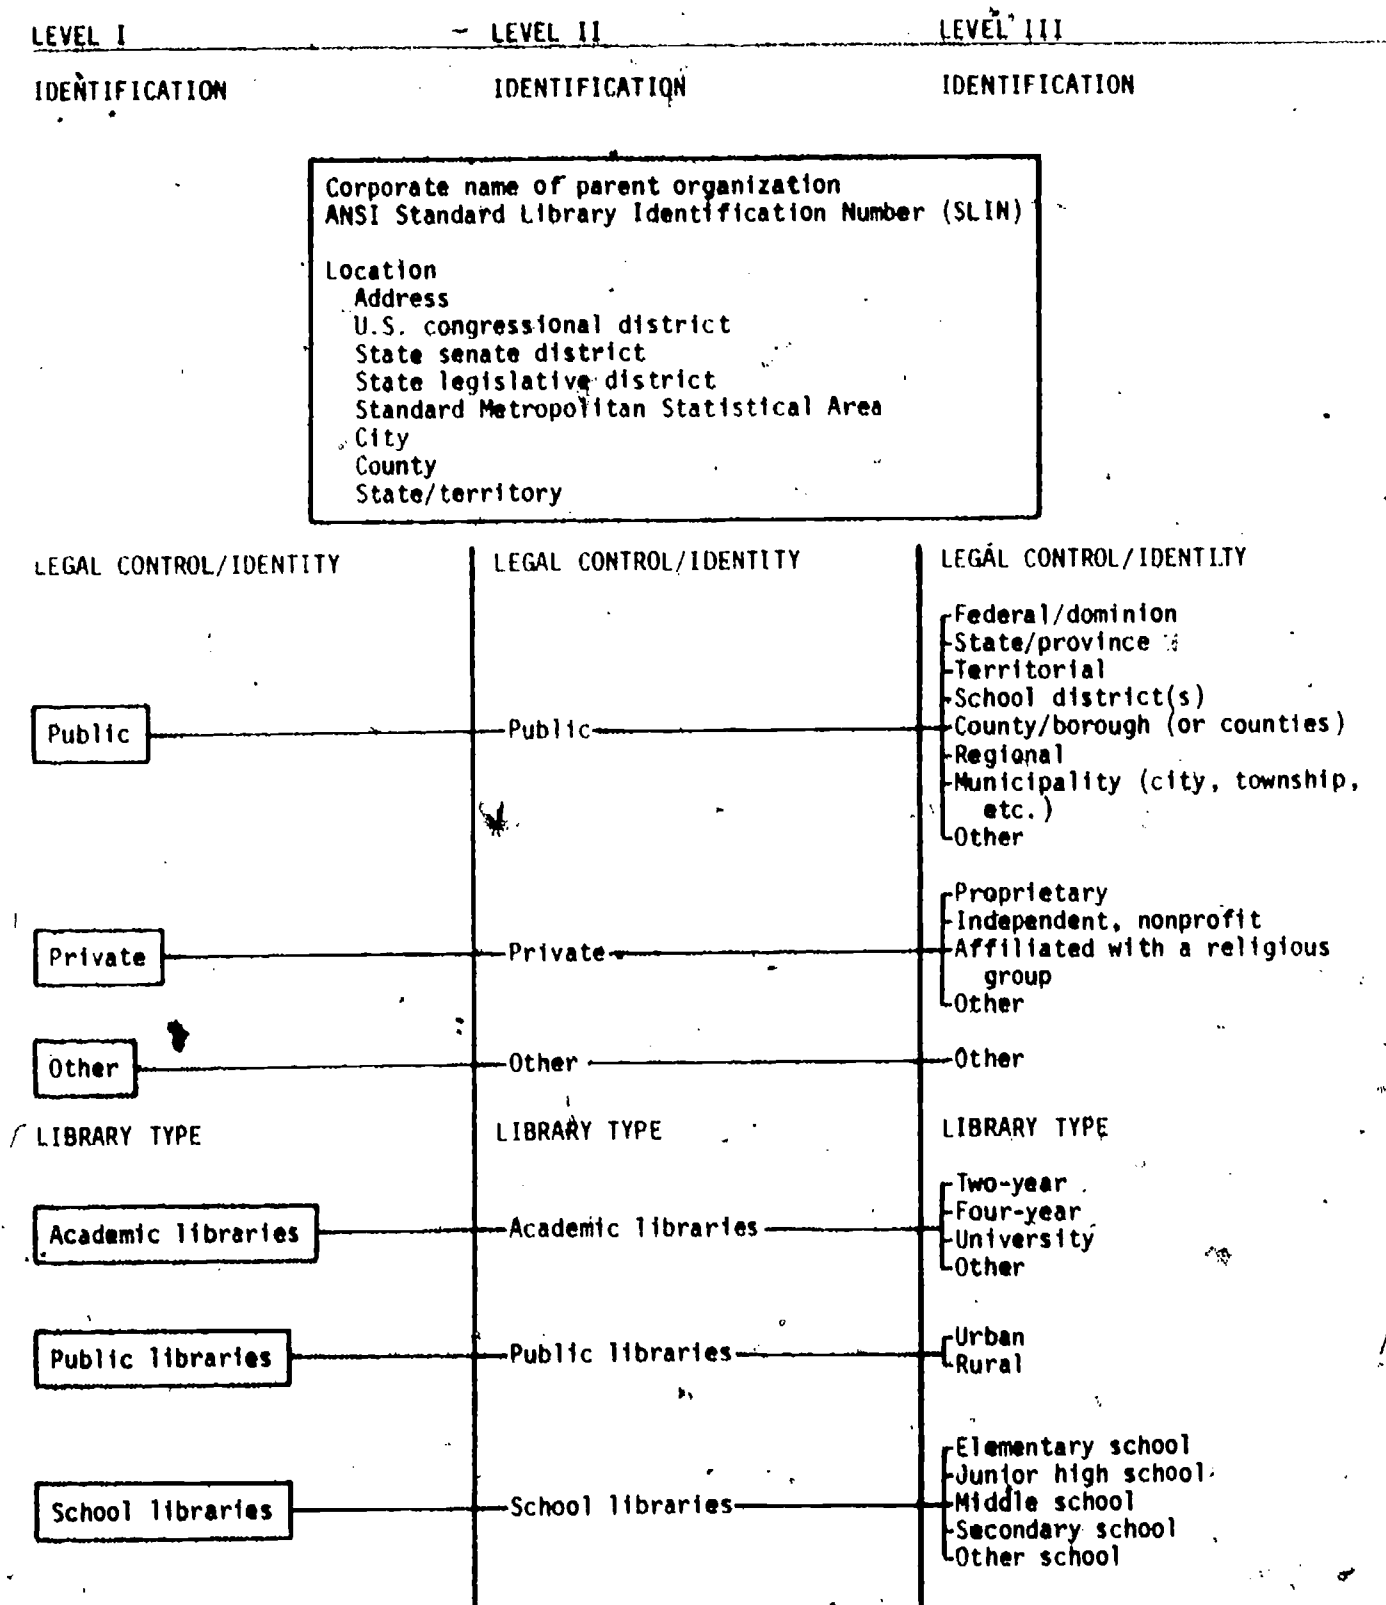 LEVEL I LEVEL II LEVEL III
IDENTIFICATION IDENTIFICATION IDENTIFICATION
Corporate name of parent organization
ANSI Standard Library Identification Number (SLIN)
Location
Address
U.S. congressional district
State senate district
State legislative district
Standard Metropolitan Statistical Area
City
County
State/territory
LEGAL CONTROL/IDENTITY LEGAL CONTROL/IDENTITY LEGAL CONTROL/IDENTITY
Federal/dominion
State/province
Territorial
School district(s)
Public Public County/borough (or counties)
Regional
Municipality (city, township,
etc.)
Other
Proprietary
Independent, nonprofit
Private Private Affiliated with a religious
group
Other
Other Other Other
LIBRARY TYPE LIBRARY TYPE LIBRARY TYPE
Two-year
Four-year
Academic libraries Academic libraries University
Other
Urban
Public libraries Public libraries Rural
Elementary school
Junior high school
School libraries School libraries Middle school
Secondary school
Other school